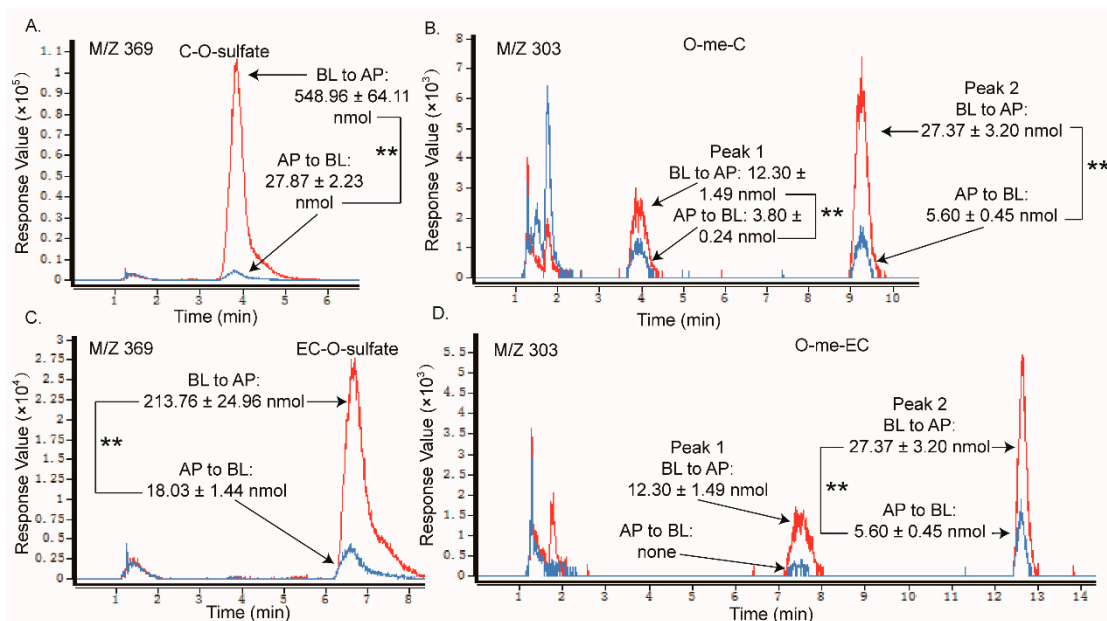 A.
M/Z 369
C-O-sulfate
BL to AP:
548.96 ± 64.11
nmol
**
AP to BL:
27.87 ± 2.23
nmol
Response Value (×10⁵)
1.1
1
0.9
0.8
0.7
0.6
0.5
0.4
0.3
0.2
0.1
0
1 2 3 4 5 6
Time (min)
B.
M/Z 303
O-me-C
Peak 2
BL to AP:
27.37 ± 3.20 nmol
**
AP to BL:
5.60 ± 0.45 nmol
Peak 1
BL to AP: 12.30 ±
1.49 nmol
**
AP to BL: 3.80 ±
0.24 nmol
Response Value (×10³)
8
7
6
5
4
3
2
1
0
1 2 3 4 5 6 7 8 9 10
Time (min)
C.
M/Z 369
EC-O-sulfate
BL to AP:
213.76 ± 24.96 nmol
**
AP to BL:
18.03 ± 1.44 nmol
Response Value (×10⁴)
3
2.75
2.5
2.25
2
1.75
1.5
1.25
1
0.75
0.5
0.25
0
1 2 3 4 5 6 7 8
Time (min)
D.
M/Z 303
O-me-EC
Peak 2
BL to AP:
27.37 ± 3.20 nmol
**
AP to BL:
5.60 ± 0.45 nmol
Peak 1
BL to AP:
12.30 ± 1.49 nmol
AP to BL:
none
Response Value (×10³)
5.5
5
4.5
4
3.5
3
2.5
2
1.5
1
0.5
0
1 2 3 4 5 6 7 8 9 10 11 12 13 14
Time (min)